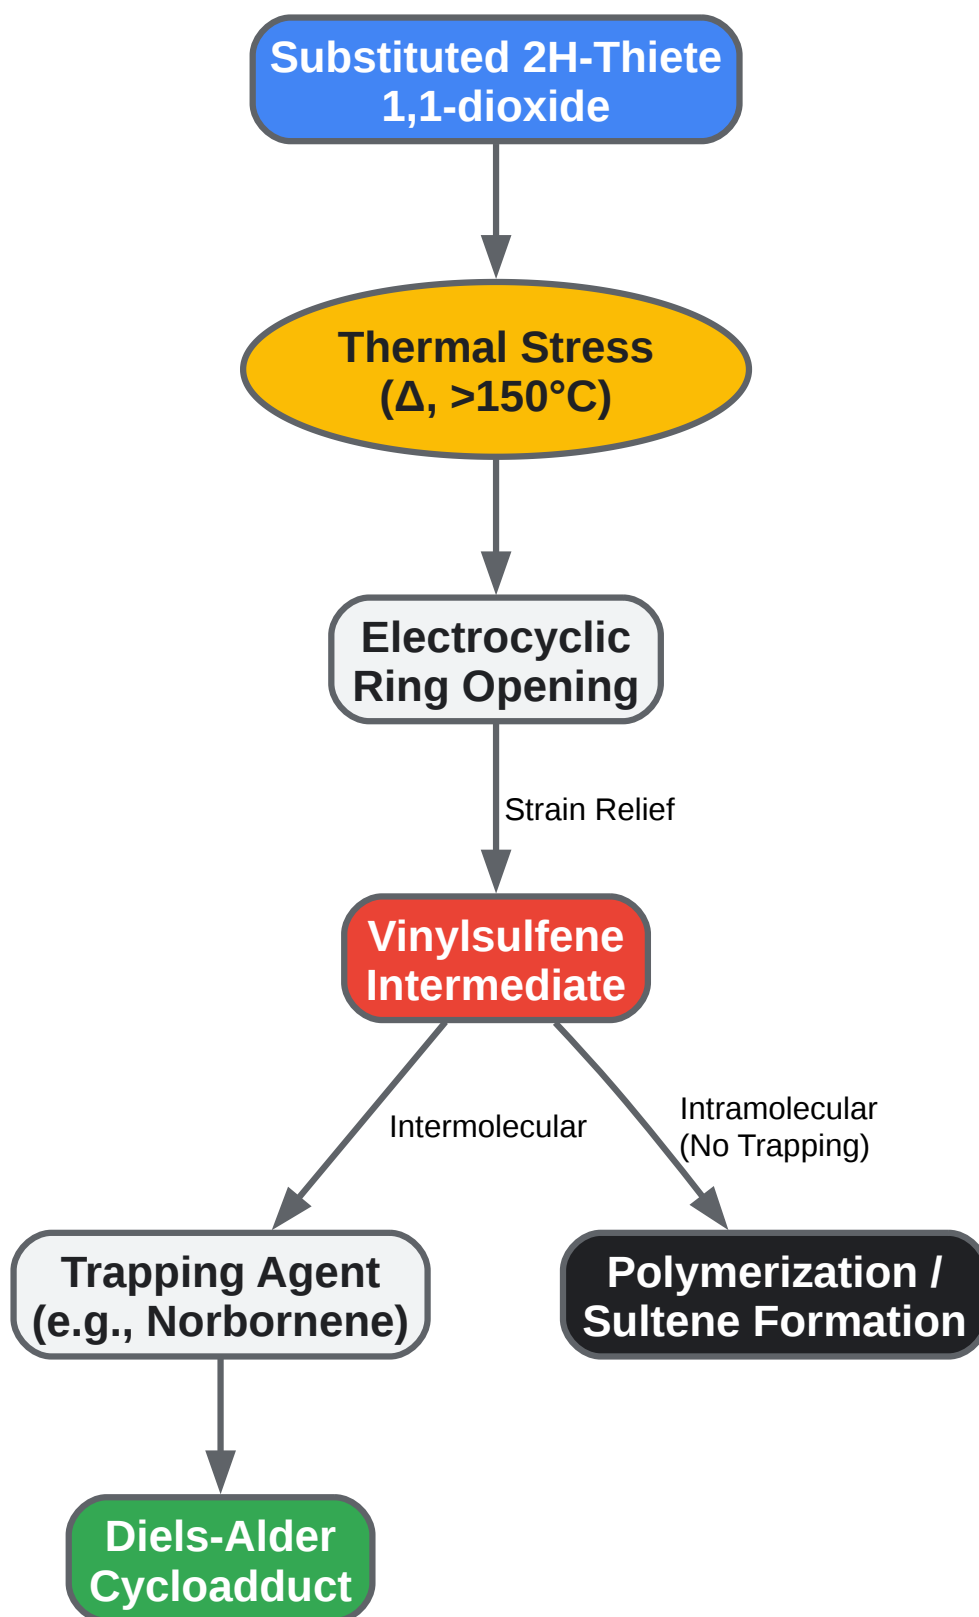 Substituted 2H-Thiete
1,1-dioxide
Thermal Stress
(Δ, >150°C)
Electrocyclic
Ring Opening
Strain Relief
Vinylsulfene
Intermediate
Intermolecular
Intramolecular
(No Trapping)
Trapping Agent
(e.g., Norbornene)
Polymerization /
Sultene Formation
Diels-Alder
Cycloadduct